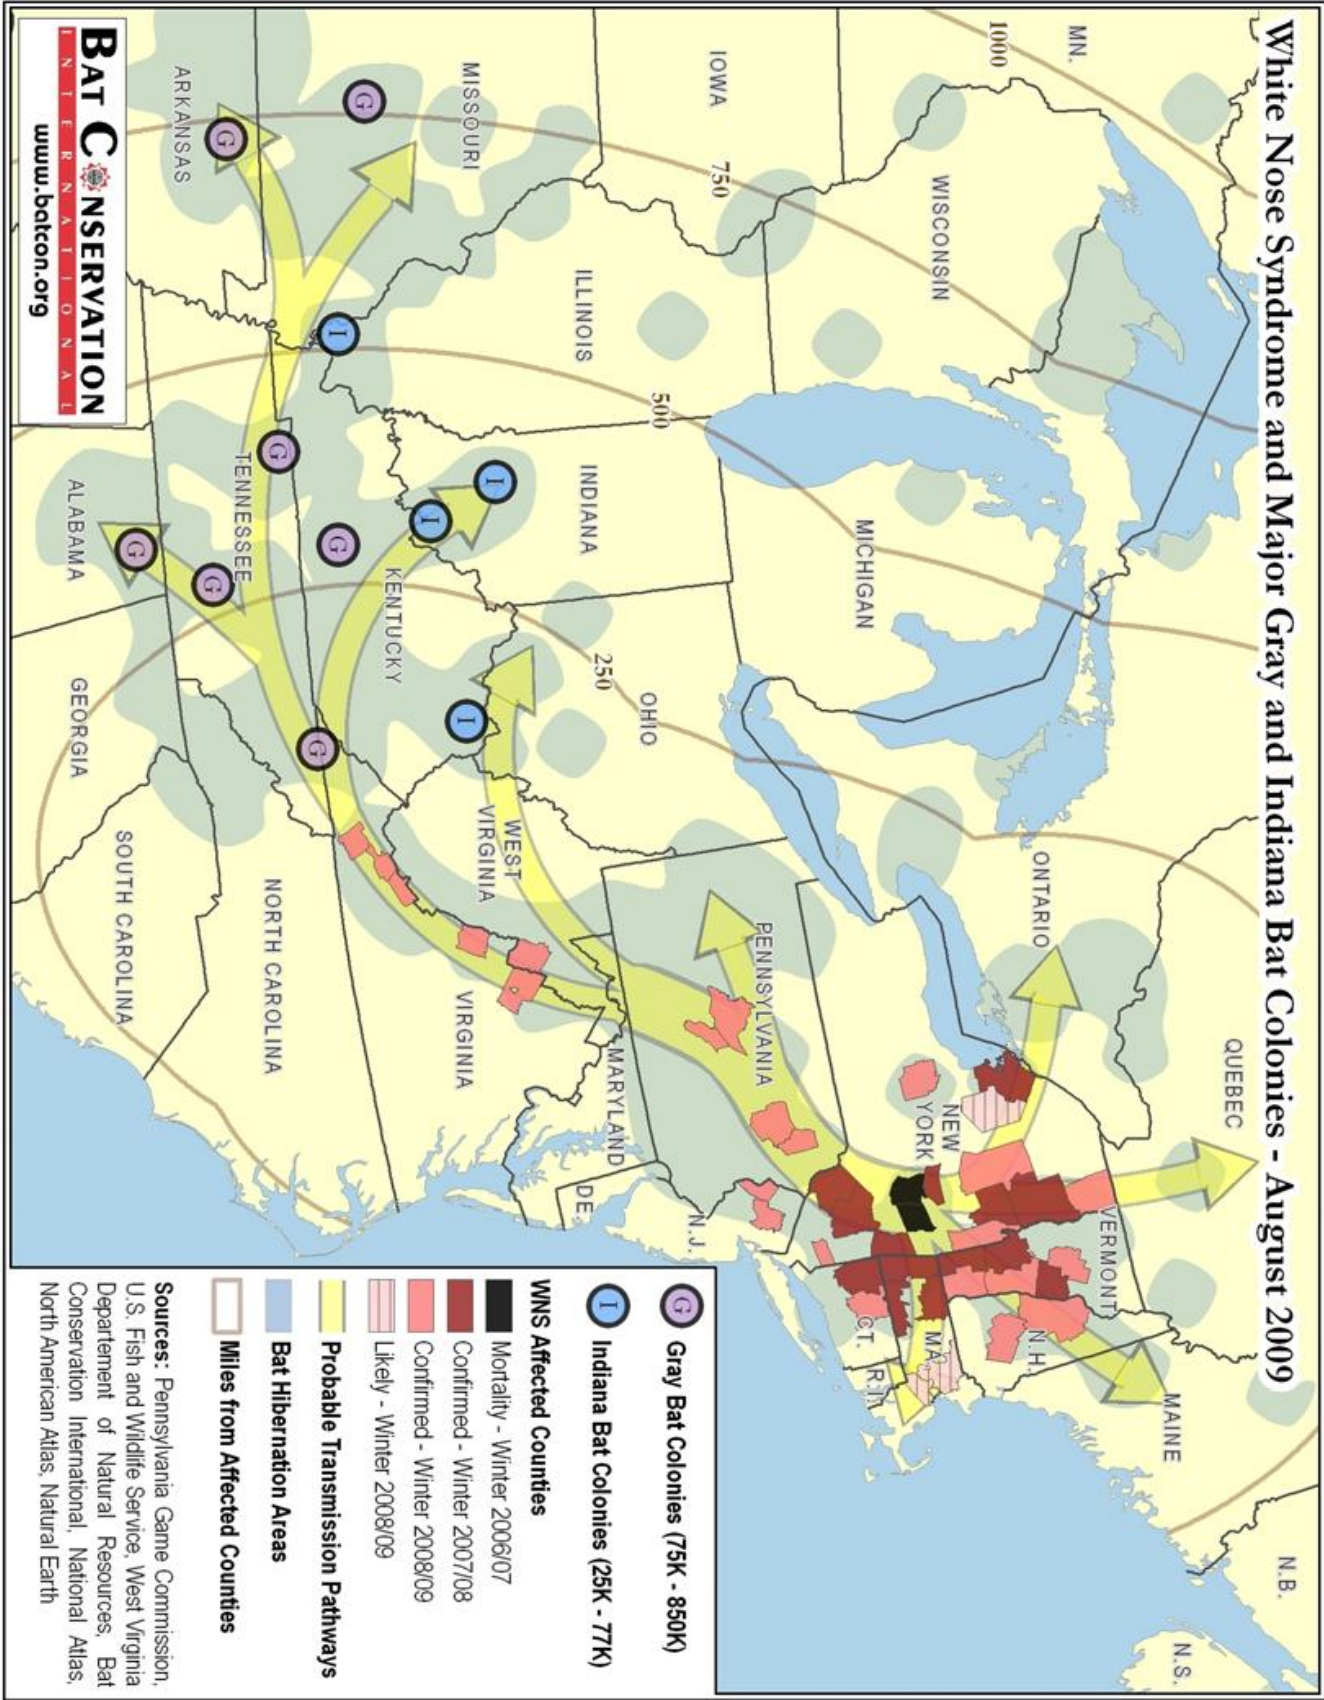 White Nose Syndrome and Major Gray and Indiana Bat Colonies - August 2009
MN.
1000
WISCONSIN
IOWA
750
MICHIGAN
ONTARIO
QUEBEC
MAINE
N.B.
N.S.
VERMONT
N.H.
NEW
YORK
MA.
CT.
R.I.
PENNSYLVANIA
N.J.
MARYLAND
DE.
OHIO
250
500
INDIANA
ILLINOIS
MISSOURI
WEST
VIRGINIA
VIRGINIA
KENTUCKY
TENNESSEE
NORTH CAROLINA
SOUTH CAROLINA
GEORGIA
ALABAMA
ARKANSAS
G
G
G
G
G
G
G
I
I
I
I
BAT CONSERVATION
INTERNATIONAL
www.batcon.org
G Gray Bat Colonies (75K - 850K)
I Indiana Bat Colonies (25K - 77K)
WNS Affected Counties
Mortality - Winter 2006/07
Confirmed - Winter 2007/08
Confirmed - Winter 2008/09
Likely - Winter 2008/09
Probable Transmission Pathways
Bat Hibernation Areas
Miles from Affected Counties
Sources: Pennsylvania Game Commission,
U.S. Fish and Wildlife Service, West Virginia
Departement of Natural Resources, Bat
Conservation International, National Atlas,
North American Atlas, Natural Earth